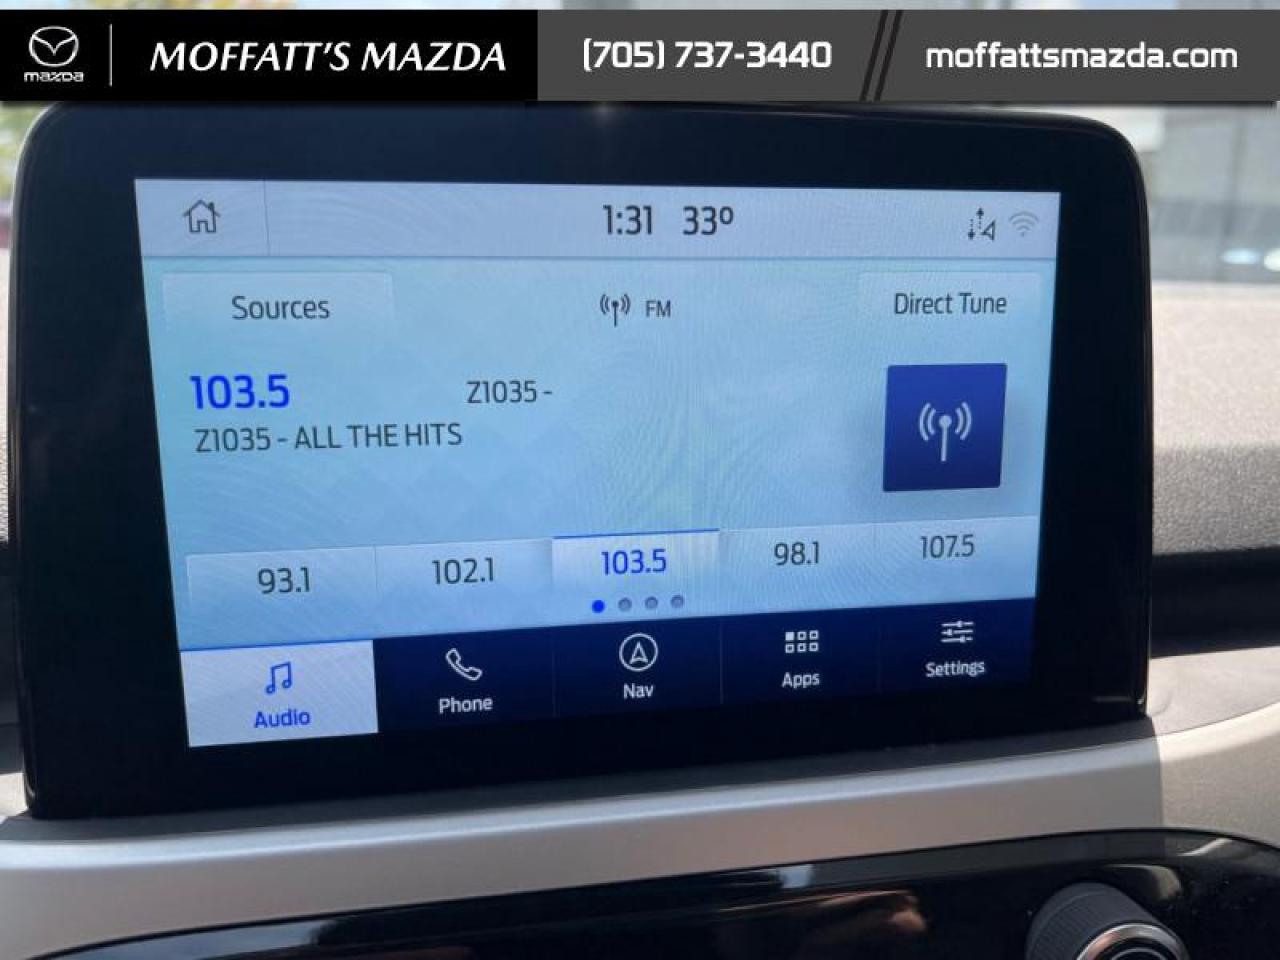 mazda
MOFFATT'S MAZDA
(705) 737-3440
moffattsmazda.com
1:31 33º
Sources
FM
Direct Tune
103.5
Z1035 -
Z1035 - ALL THE HITS
93.1
102.1
103.5
98.1
107.5
Audio
Phone
Nav
Apps
Settings